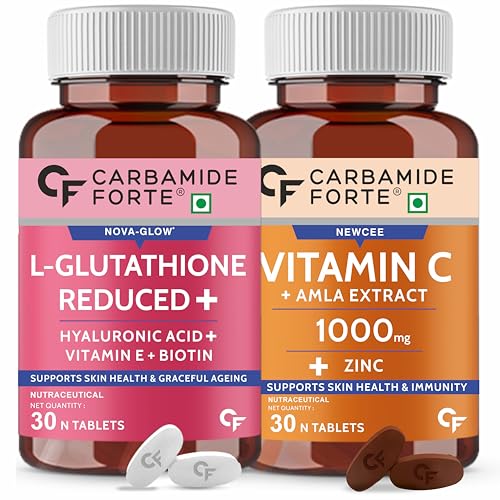 CF CARBAMIDE
FORTE®
NOVA-GLOW*
L-GLUTATHIONE
REDUCED +
HYALURONIC ACID +
VITAMIN E + BIOTIN
SUPPORTS SKIN HEALTH & GRACEFUL AGEING
NUTRACEUTICAL
NET QUANTITY :
30 N TABLETS
CF
CF
CF
CF CARBAMIDE
FORTE®
NEWCEE
VITAMIN C
+ AMLA EXTRACT
1000mg
+ ZINC
SUPPORTS SKIN HEALTH & IMMUNITY
NUTRACEUTICAL
NET QUANTITY :
30 N TABLETS
CF
CF
CF